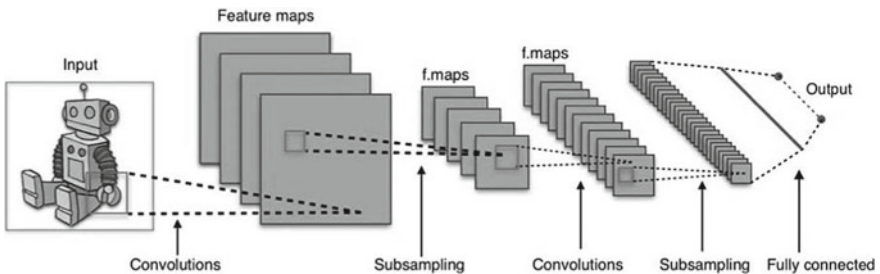 Feature maps
Input
f.maps
f.maps
Output
Convolutions
Subsampling
Convolutions
Subsampling
Fully connected